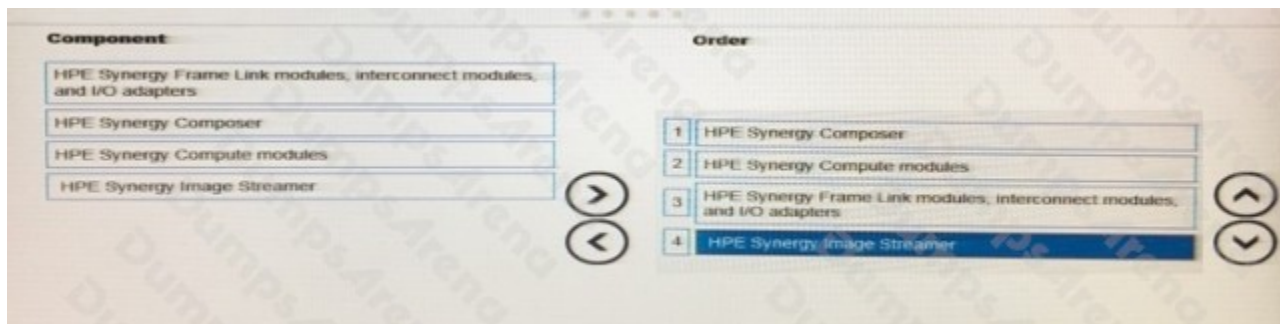 Component
HPE Synergy Frame Link modules, interconnect modules,
and I/O adapters
HPE Synergy Composer
HPE Synergy Compute modules
HPE Synergy Image Streamer
Order
1 HPE Synergy Composer
2 HPE Synergy Compute modules
3 HPE Synergy Frame Link modules, interconnect modules,
and I/O adapters
4 HPE Synergy Image Streamer
DumpsArena